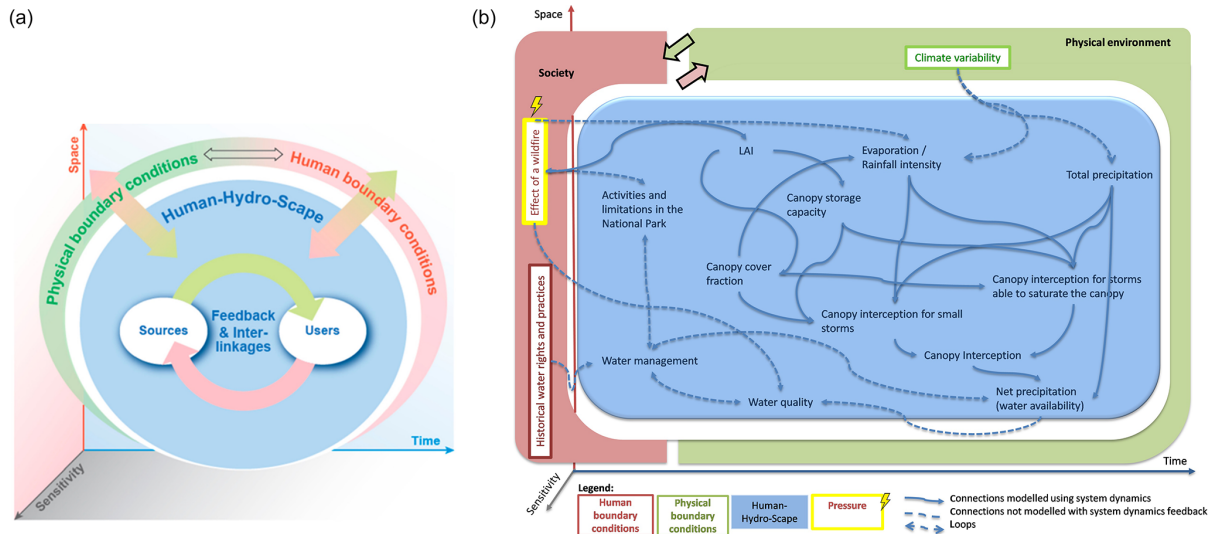 (a)
Space
Physical boundary conditions
Human boundary conditions
Human-Hydro-Scape
Sources
Feedback
& Inter-
linkages
Users
Time
Sensitivity
(b)
Space
Physical environment
Society
Climate variability
Effect of a wildfire
LAI
Evaporation /
Rainfall intensity
Total precipitation
Activities and
limitations in the
National Park
Canopy storage
capacity
Canopy cover
fraction
Canopy interception for storms
able to saturate the canopy
Canopy interception for small
storms
Historical water rights and practices
Water management
Canopy Interception
Water quality
Net precipitation
(water availability)
Time
Sensitivity
Legend:
Human
boundary
conditions
Physical
boundary
conditions
Human-
Hydro-Scape
Pressure
Connections modelled using system dynamics
Connections not modelled with system dynamics feedback
Loops